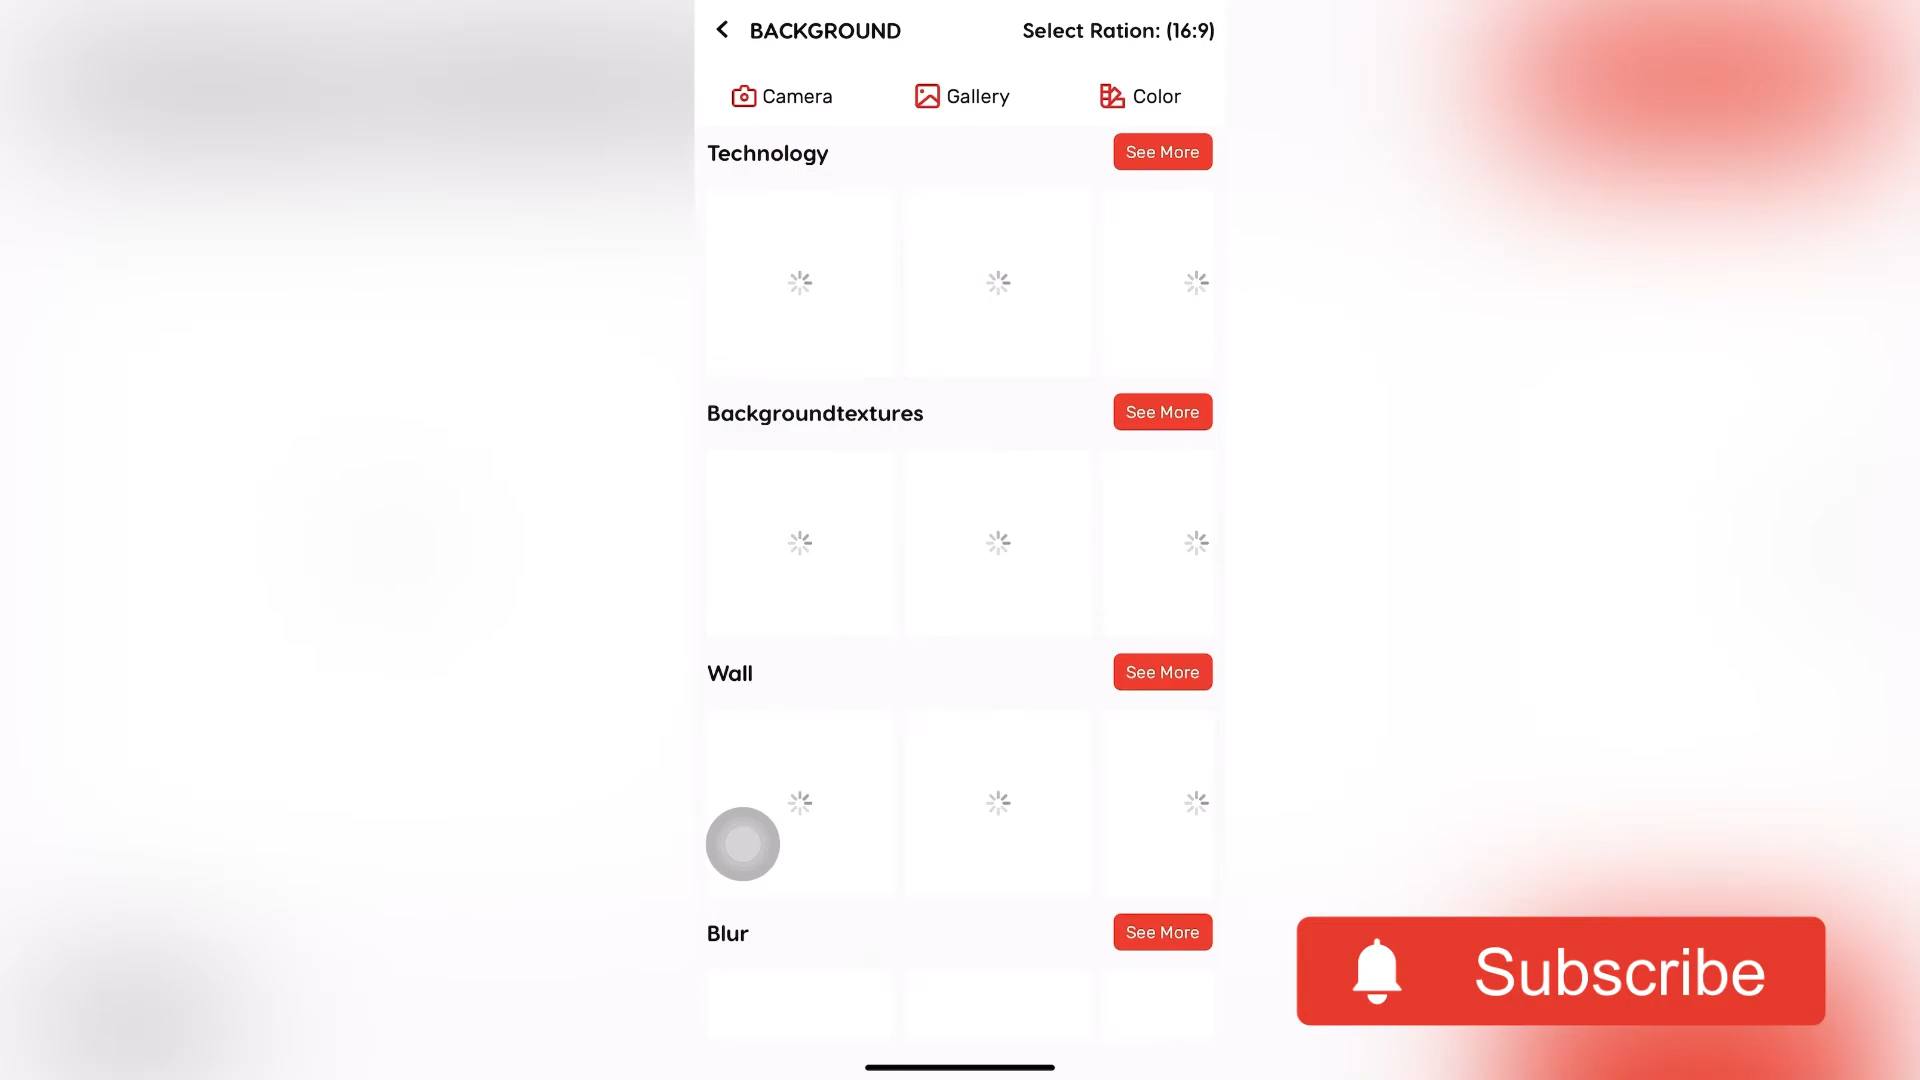 BACKGROUND
Select Ration: (16:9)
Camera
Gallery
Color
Technology
See More
Backgroundtextures
See More
Wall
See More
Blur
See More
Subscribe